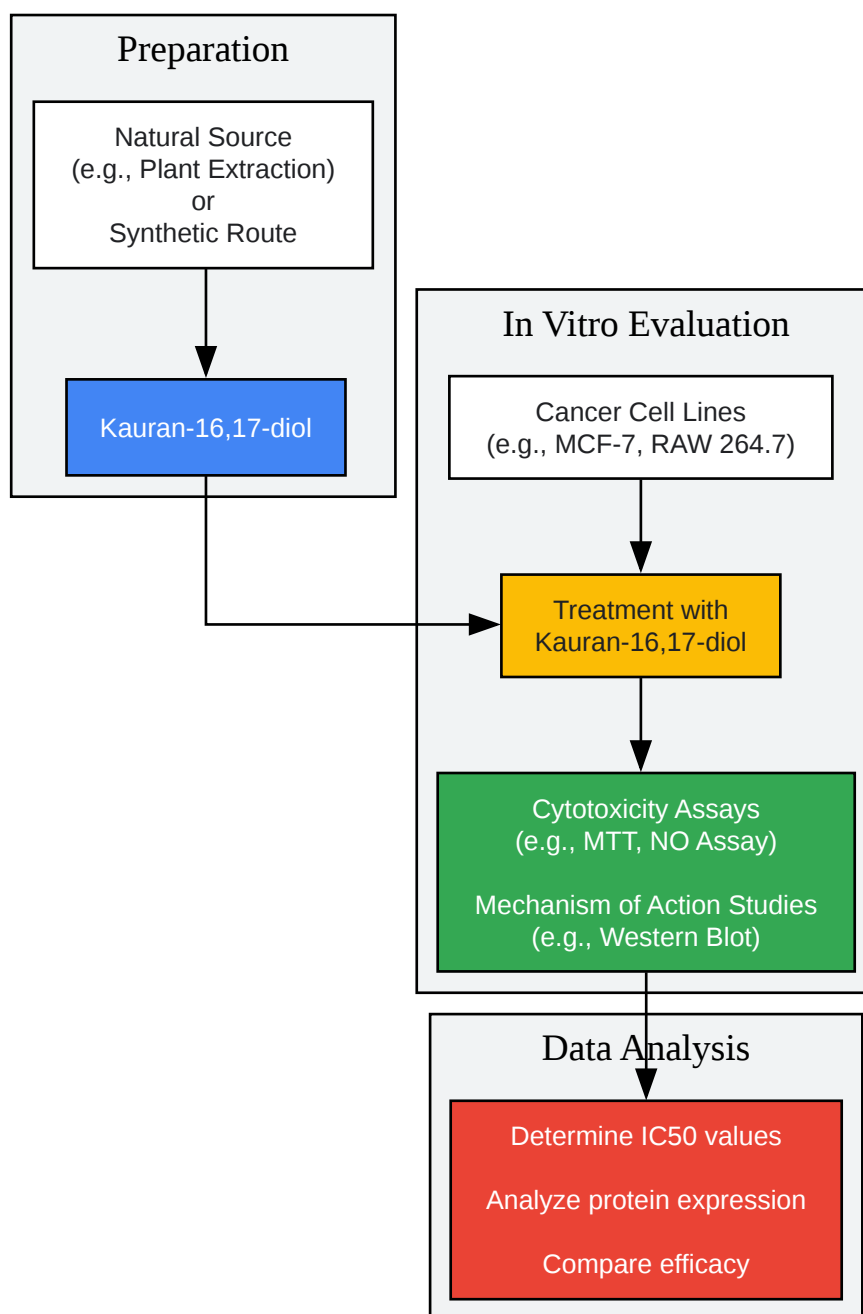 Preparation
Natural Source
(e.g., Plant Extraction)
or
Synthetic Route
Kauran-16,17-diol
In Vitro Evaluation
Cancer Cell Lines
(e.g., MCF-7, RAW 264.7)
Treatment with
Kauran-16,17-diol
Cytotoxicity Assays
(e.g., MTT, NO Assay)
Mechanism of Action Studies
(e.g., Western Blot)
Data Analysis
Determine IC50 values
Analyze protein expression
Compare efficacy